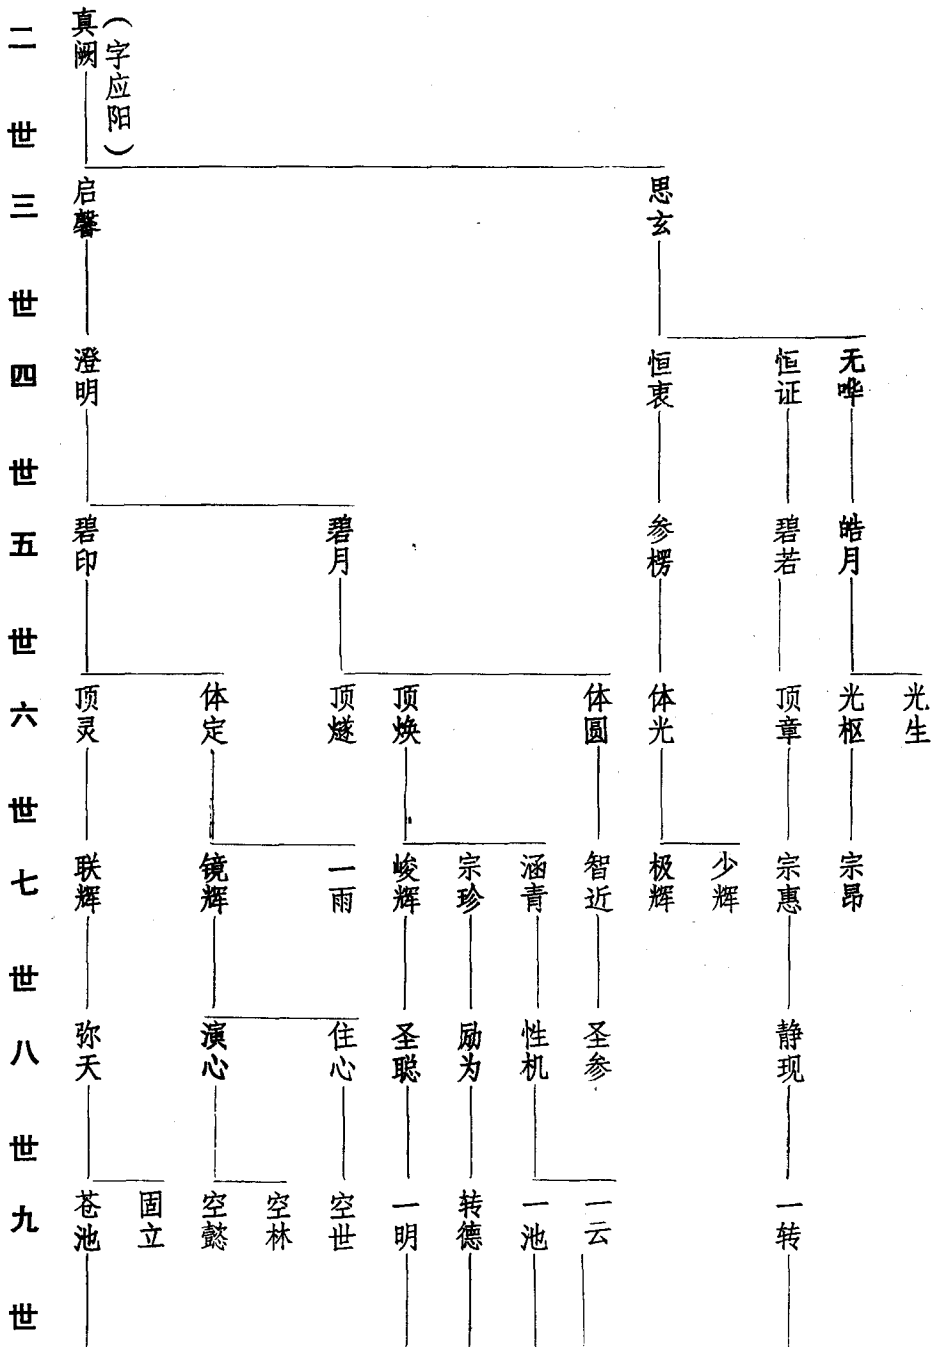 二世
真阙
(字应阳)
三世
启馨
思玄
四世
澄明
恒衷
恒证
无哗
五世
碧印
碧月
参楞
碧若
皓月
六世
顶灵
体定
顶燧
顶焕
体圆
体光
顶章
光枢
光生
七世
联辉
镜辉
一雨
峻辉
宗珍
涵青
智近
极辉
少辉
宗惠
宗昂
八世
弥天
演心
住心
圣聪
励为
性机
圣参
静现
九世
苍池
固立
空懿
空林
空世
一明
转德
一池
一云
一转